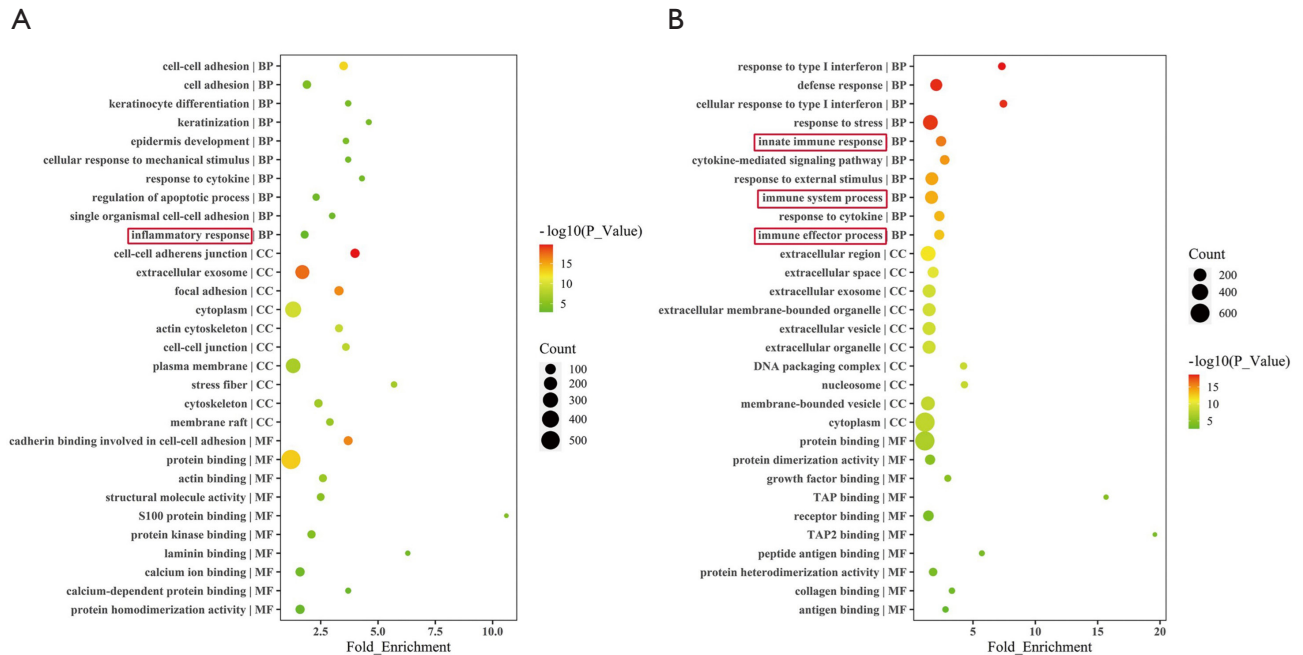 A
cell-cell adhesion | BP
cell adhesion | BP
keratinocyte differentiation | BP
keratinization | BP
epidermis development | BP
cellular response to mechanical stimulus | BP
response to cytokine | BP
regulation of apoptotic process | BP
single organismal cell-cell adhesion | BP
inflammatory response | BP
cell-cell adherens junction | CC
extracellular exosome | CC
focal adhesion | CC
cytoplasm | CC
actin cytoskeleton | CC
cell-cell junction | CC
plasma membrane | CC
stress fiber | CC
cytoskeleton | CC
membrane raft | CC
cadherin binding involved in cell-cell adhesion | MF
protein binding | MF
actin binding | MF
structural molecule activity | MF
S100 protein binding | MF
protein kinase binding | MF
laminin binding | MF
calcium ion binding | MF
calcium-dependent protein binding | MF
protein homodimerization activity | MF
2.5 5.0 7.5 10.0
Fold_Enrichment
-log10(P_Value)
15
10
5
Count
100
200
300
400
500
B
response to type I interferon | BP
defense response | BP
cellular response to type I interferon | BP
response to stress | BP
innate immune response | BP
cytokine-mediated signaling pathway | BP
response to external stimulus | BP
immune system process | BP
response to cytokine | BP
immune effector process | BP
extracellular region | CC
extracellular space | CC
extracellular exosome | CC
extracellular membrane-bounded organelle | CC
extracellular vesicle | CC
extracellular organelle | CC
DNA packaging complex | CC
nucleosome | CC
membrane-bounded vesicle | CC
cytoplasm | CC
protein binding | MF
protein dimerization activity | MF
growth factor binding | MF
TAP binding | MF
receptor binding | MF
TAP2 binding | MF
peptide antigen binding | MF
protein heterodimerization activity | MF
collagen binding | MF
antigen binding | MF
5 10 15 20
Fold_Enrichment
Count
200
400
600
-log10(P_Value)
15
10
5